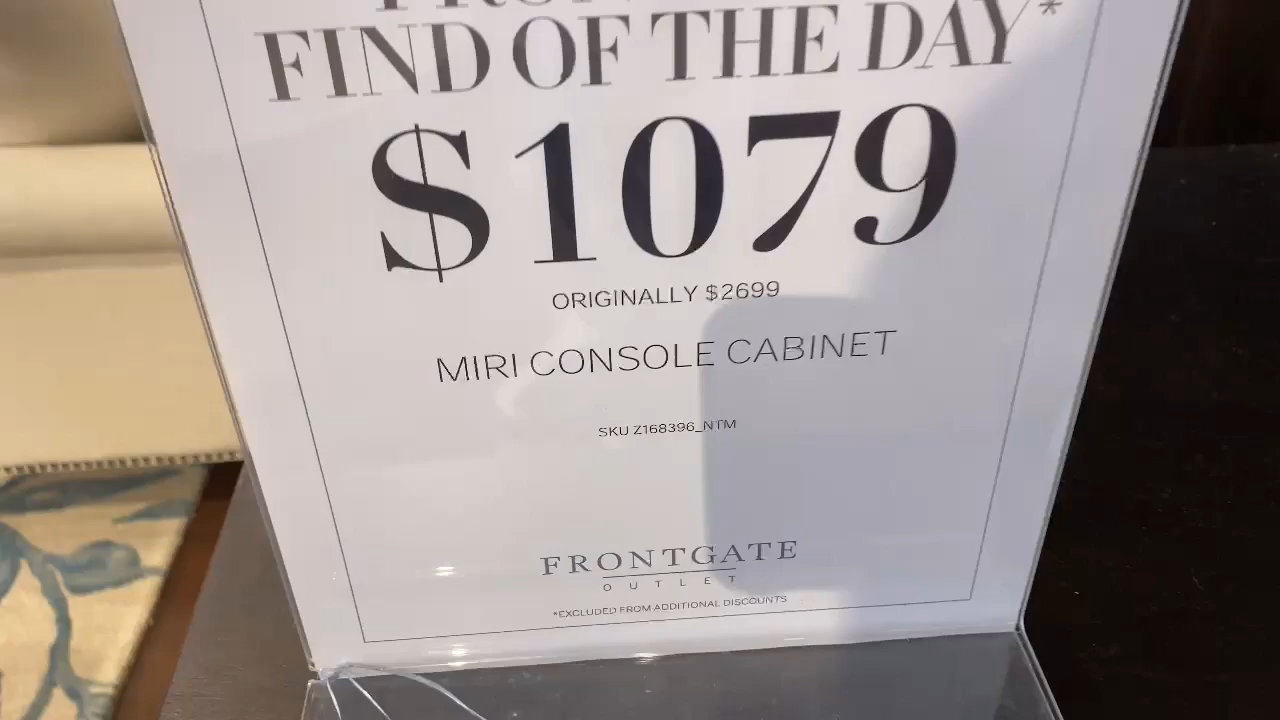 FIND OF THE DAY*
$1079
ORIGINALLY $2699
MIRI CONSOLE CABINET
SKU Z168396_NTM
FRONTGATE
OUTLET
*EXCLUDED FROM ADDITIONAL DISCOUNTS